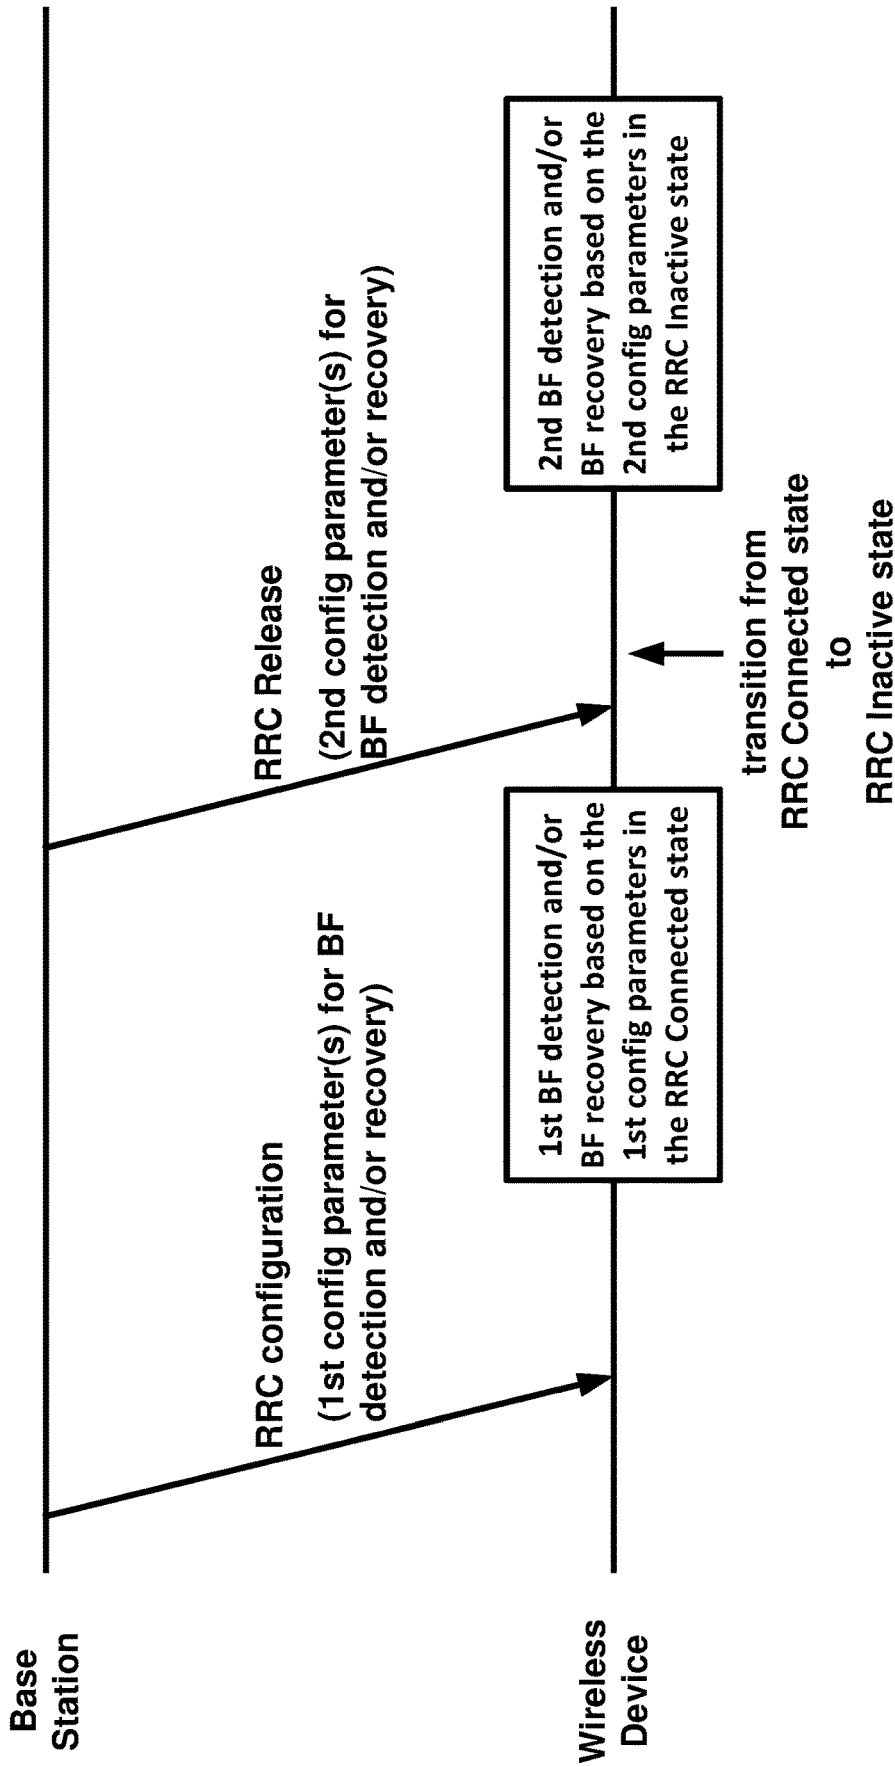 Base
Station
RRC configuration
(1st config parameter(s) for BF
detection and/or recovery)
RRC Release
(2nd config parameter(s) for
BF detection and/or recovery)
Wireless
Device
1st BF detection and/or
BF recovery based on the
1st config parameters in
the RRC Connected state
transition from
RRC Connected state
to
RRC Inactive state
2nd BF detection and/or
BF recovery based on the
2nd config parameters in
the RRC Inactive state